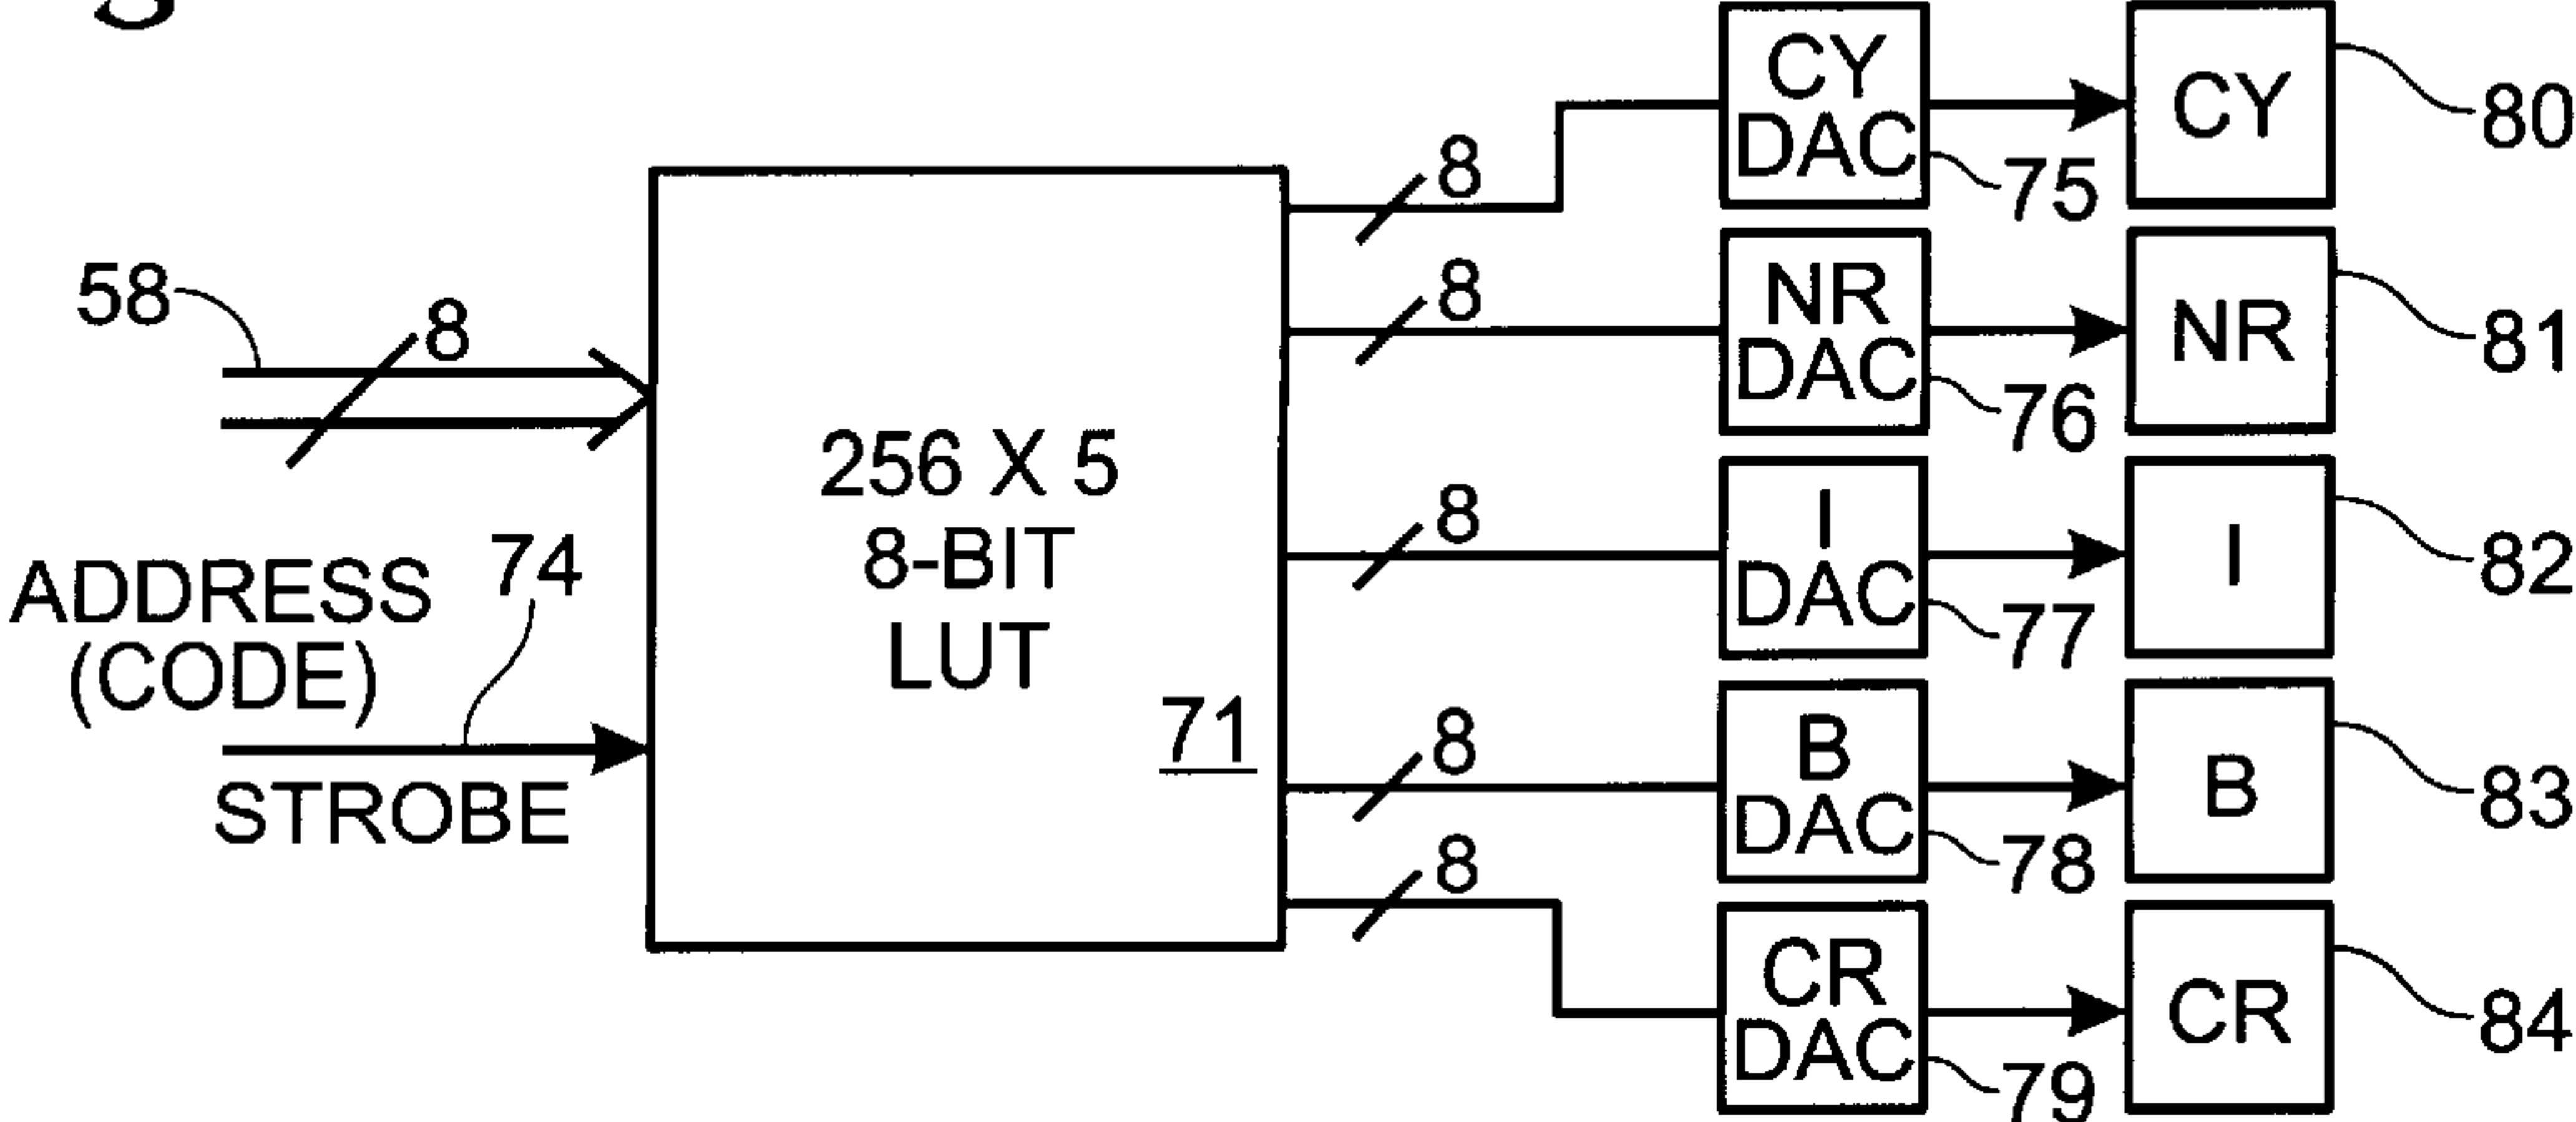 CY
DAC
75
CY
80
8
NR
DAC
76
NR
81
8
58
8
256 X 5
8-BIT
LUT
71
I
DAC
77
I
82
8
ADDRESS
(CODE)
74
STROBE
B
DAC
78
B
83
8
CR
DAC
79
CR
84
8